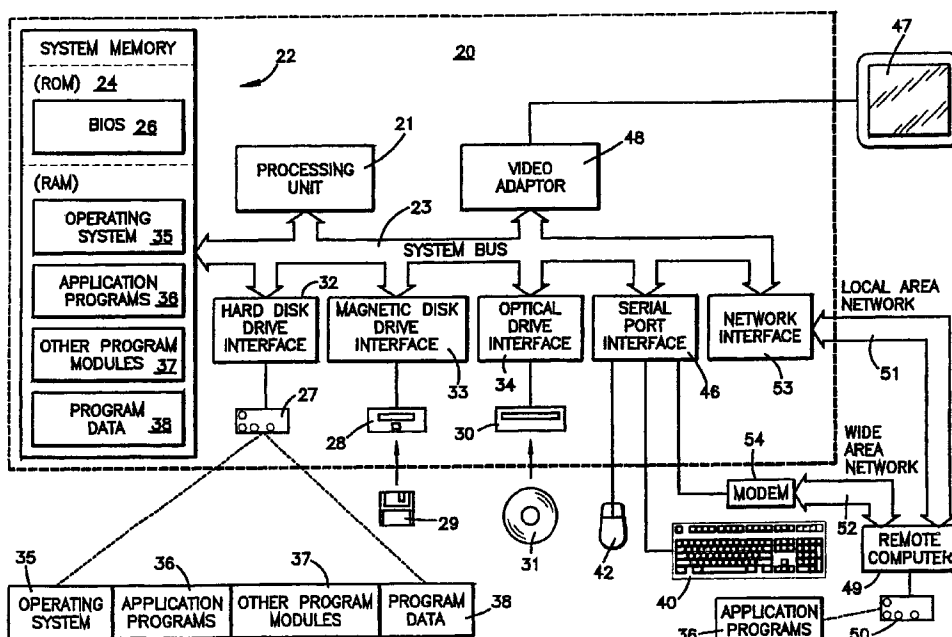 SYSTEM MEMORY
(ROM) 24
BIOS 26
(RAM)
OPERATING
SYSTEM 35
APPLICATION
PROGRAMS 36
OTHER PROGRAM
MODULES 37
PROGRAM
DATA 38
22
20
47
21
PROCESSING
UNIT
48
VIDEO
ADAPTOR
23
SYSTEM BUS
HARD DISK
DRIVE
INTERFACE
32
MAGNETIC DISK
DRIVE
INTERFACE
33
OPTICAL
DRIVE
INTERFACE
34
SERIAL
PORT
INTERFACE
46
NETWORK
INTERFACE
53
LOCAL AREA
NETWORK
51
27
28
30
29
31
42
54
MODEM
WIDE
AREA
NETWORK
52
40
REMOTE
COMPUTER
49
50
35
OPERATING
SYSTEM
36
APPLICATION
PROGRAMS
37
OTHER PROGRAM
MODULES
PROGRAM
DATA
38
APPLICATION
PROGRAMS
36